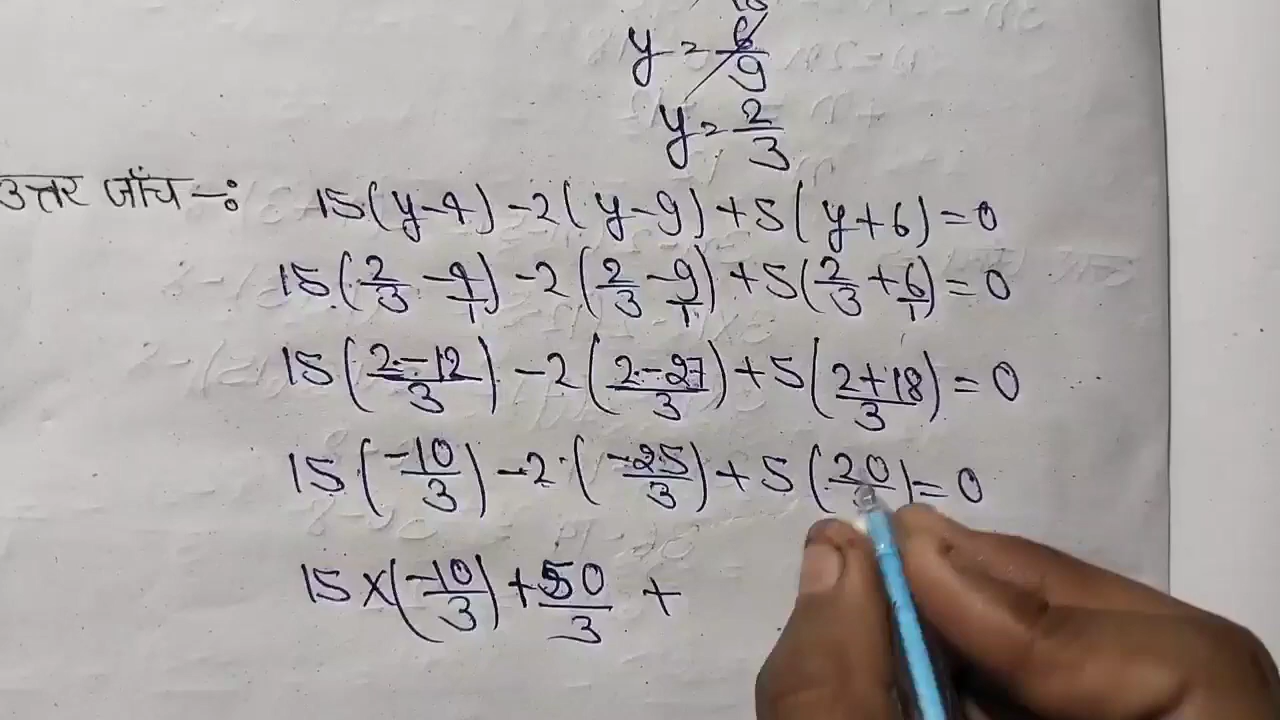 y = 6/9
y = 2/3
उत्तर जाँच –:
15(y-4) -2(y-9) +5(y+6) = 0
15(2/3 - 4/1) -2(2/3 - 9/1) +5(2/3 + 6/1) = 0
15(2-12/3) -2(2-27/3) +5(2+18/3) = 0
15(-10/3) -2(-25/3) +5(20/3) = 0
15×(-10/3) + 50/3 +